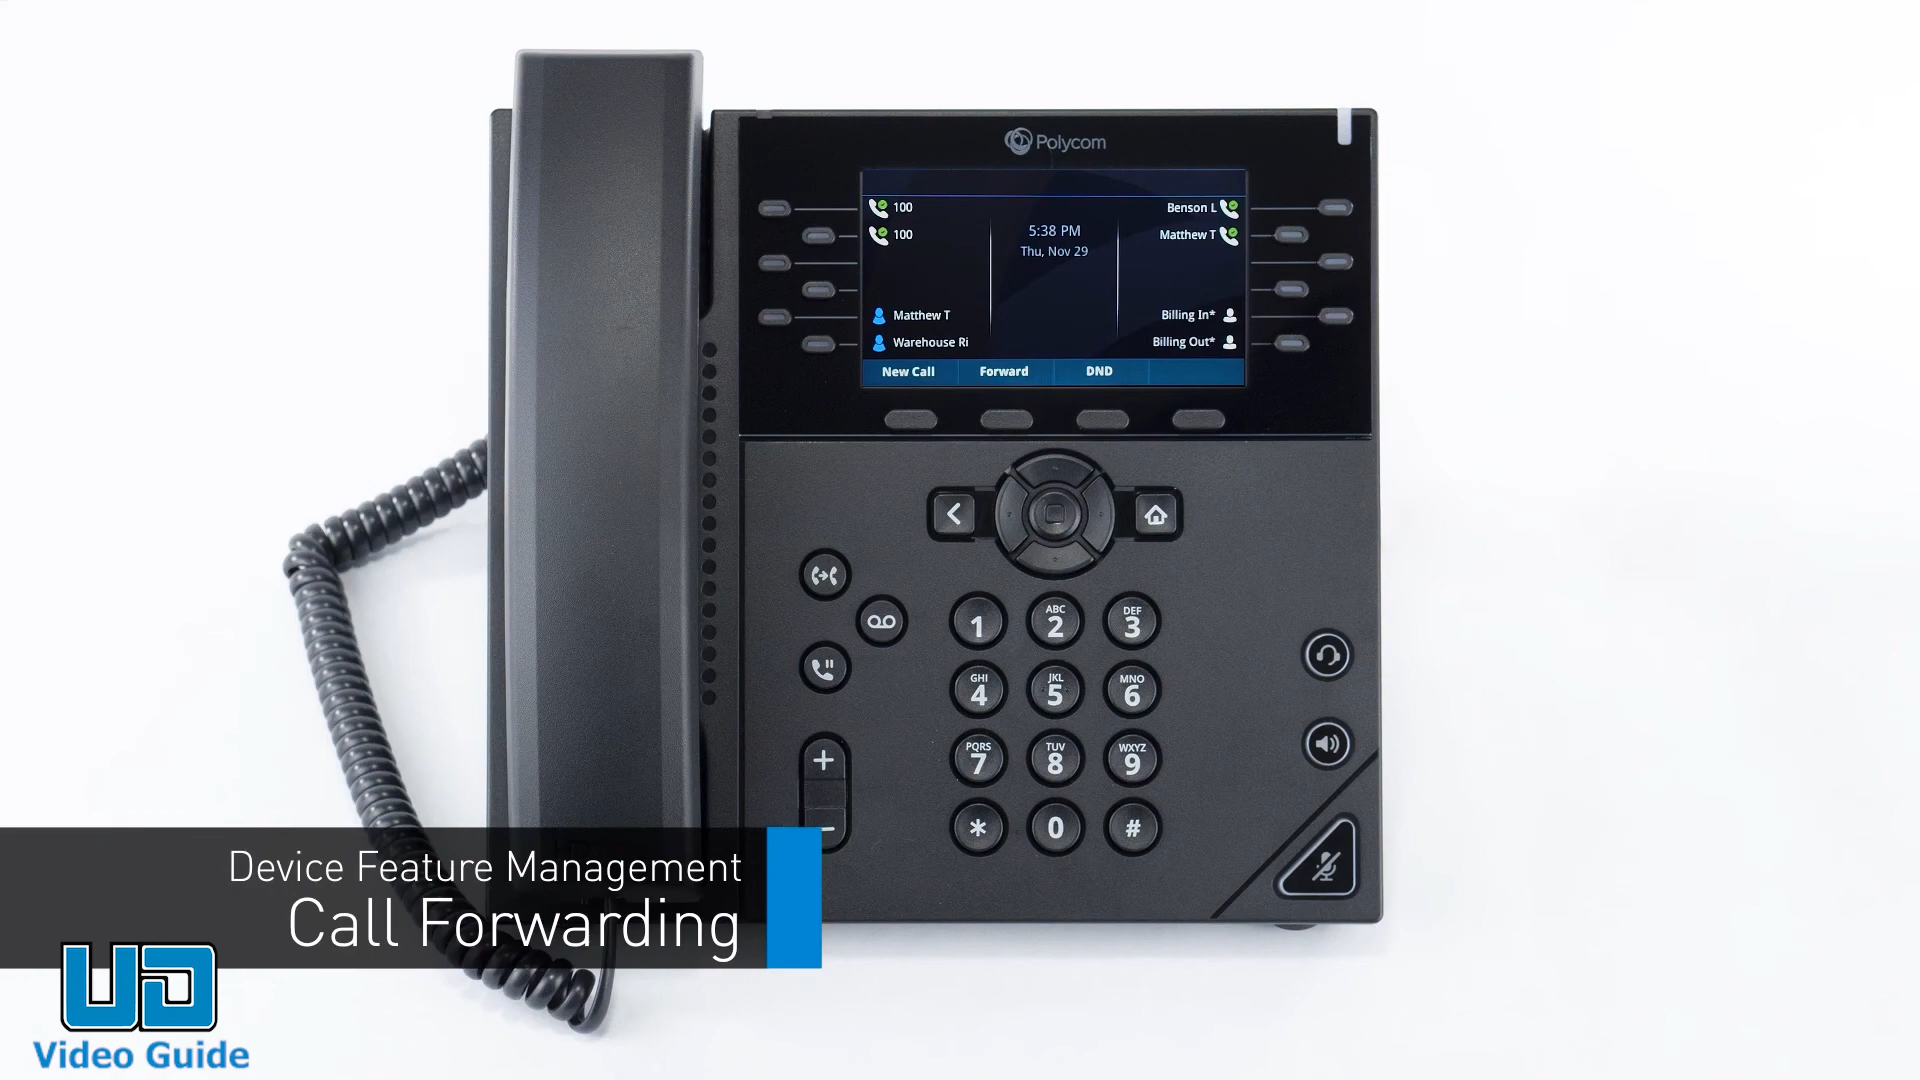 Polycom
100
Benson L
100
Matthew T
5:38 PM
Thu, Nov 29
Matthew T
Billing In*
Warehouse Ri
Billing Out*
New Call Forward DND
1
ABC
2
DEF
3
GHI
4
JKL
5
MNO
6
PQRS
7
TUV
8
WXYZ
9
*
0
#
+
-
Device Feature Management
Call Forwarding
UD
Video Guide